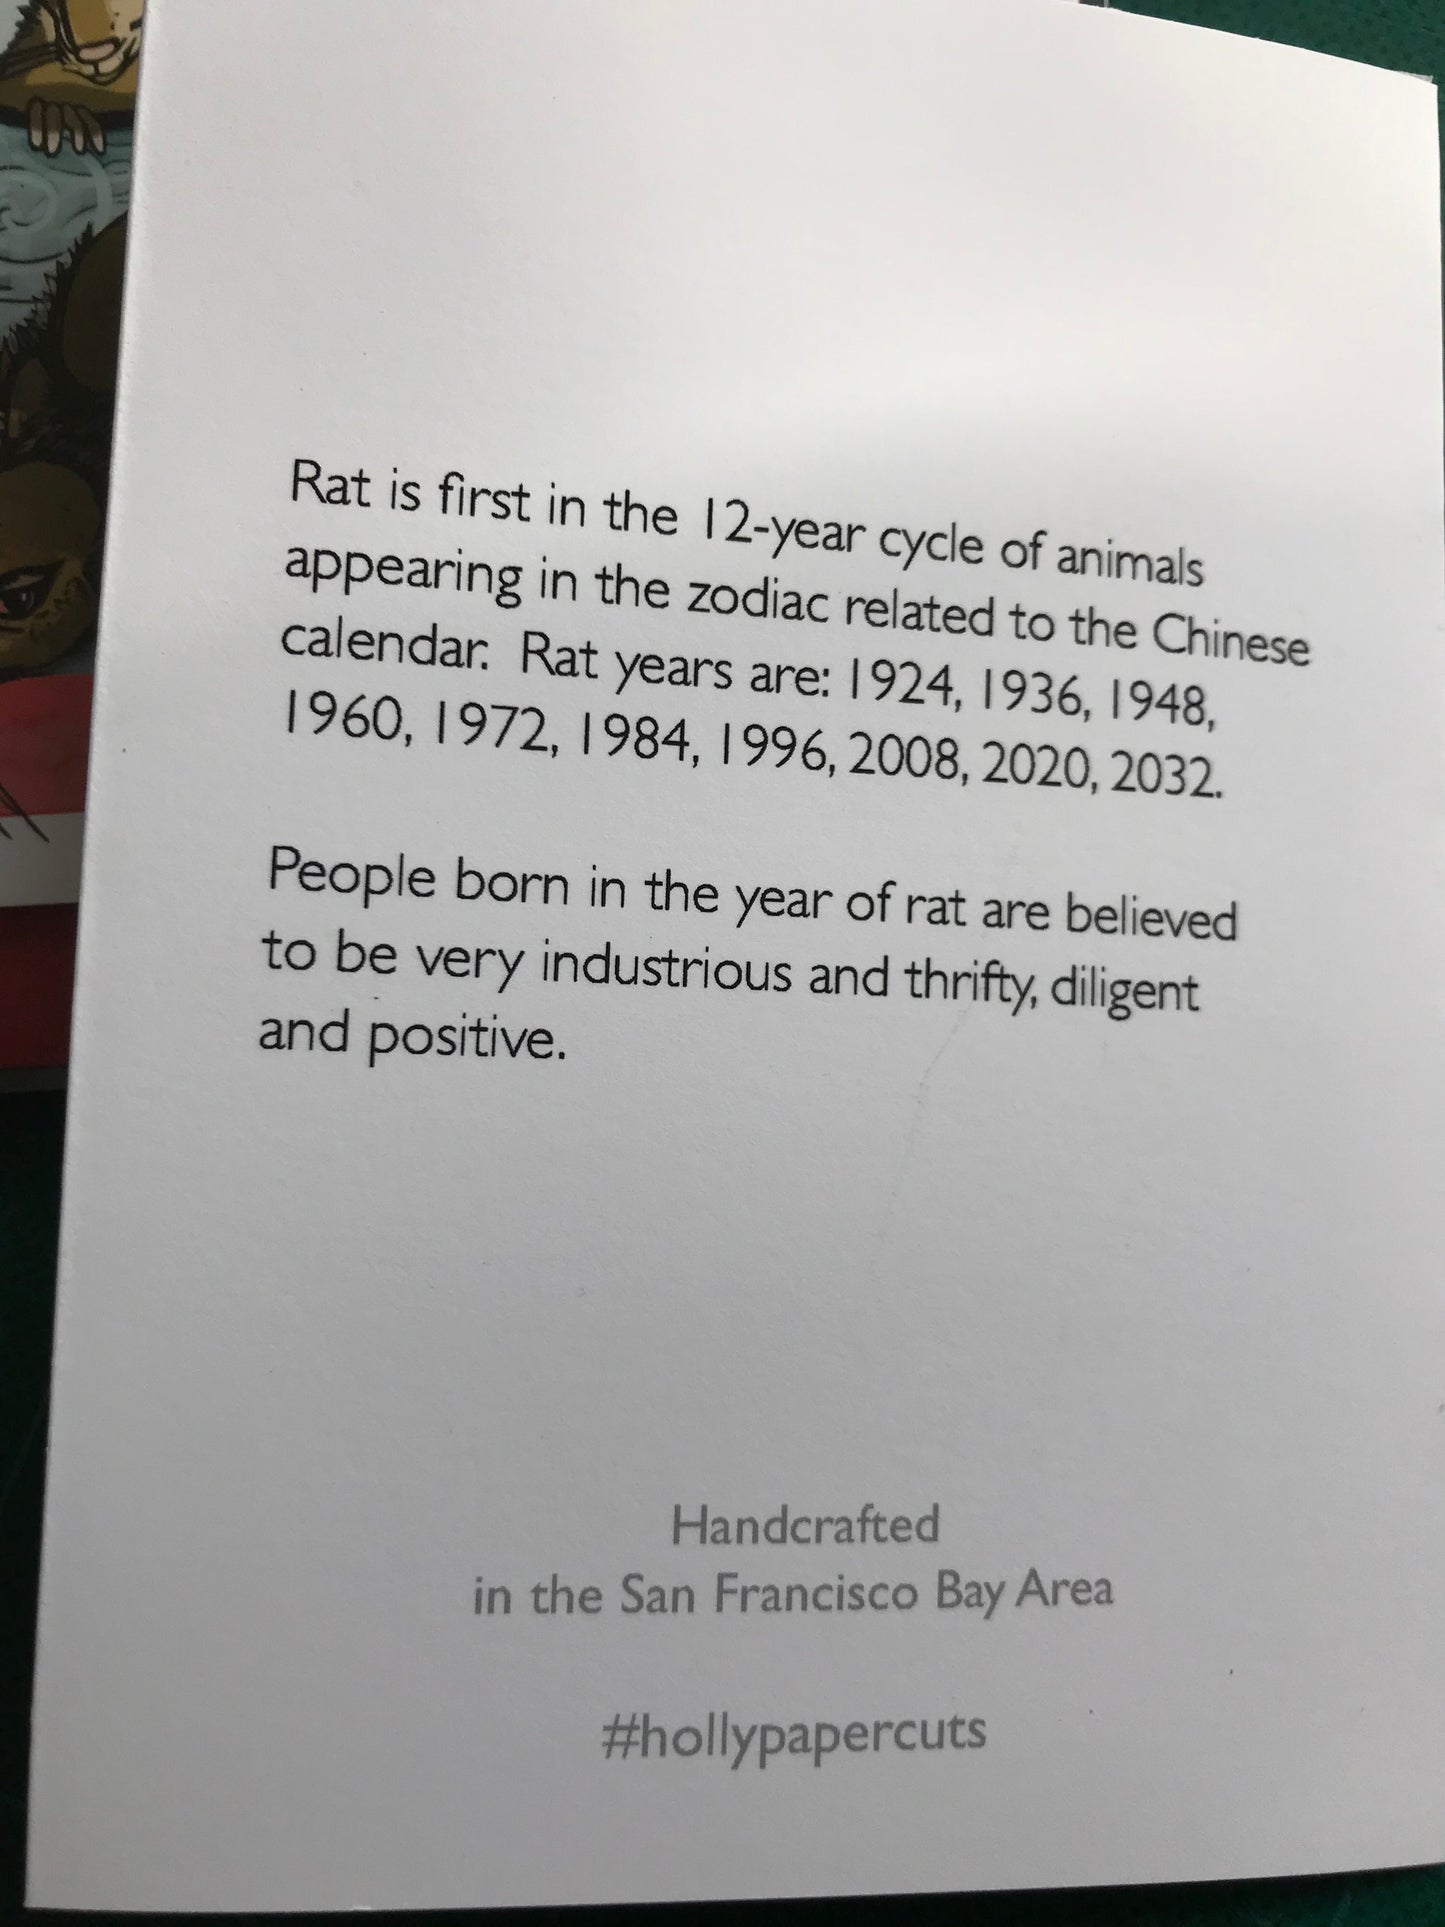 Rat is first in the 12-year cycle of animals
appearing in the zodiac related to the Chinese
calendar.  Rat years are: 1924, 1936, 1948,
1960, 1972, 1984, 1996, 2008, 2020, 2032.
People born in the year of rat are believed
to be very industrious and thrifty, diligent
and positive.
Handcrafted
in the San Francisco Bay Area
#hollypapercuts